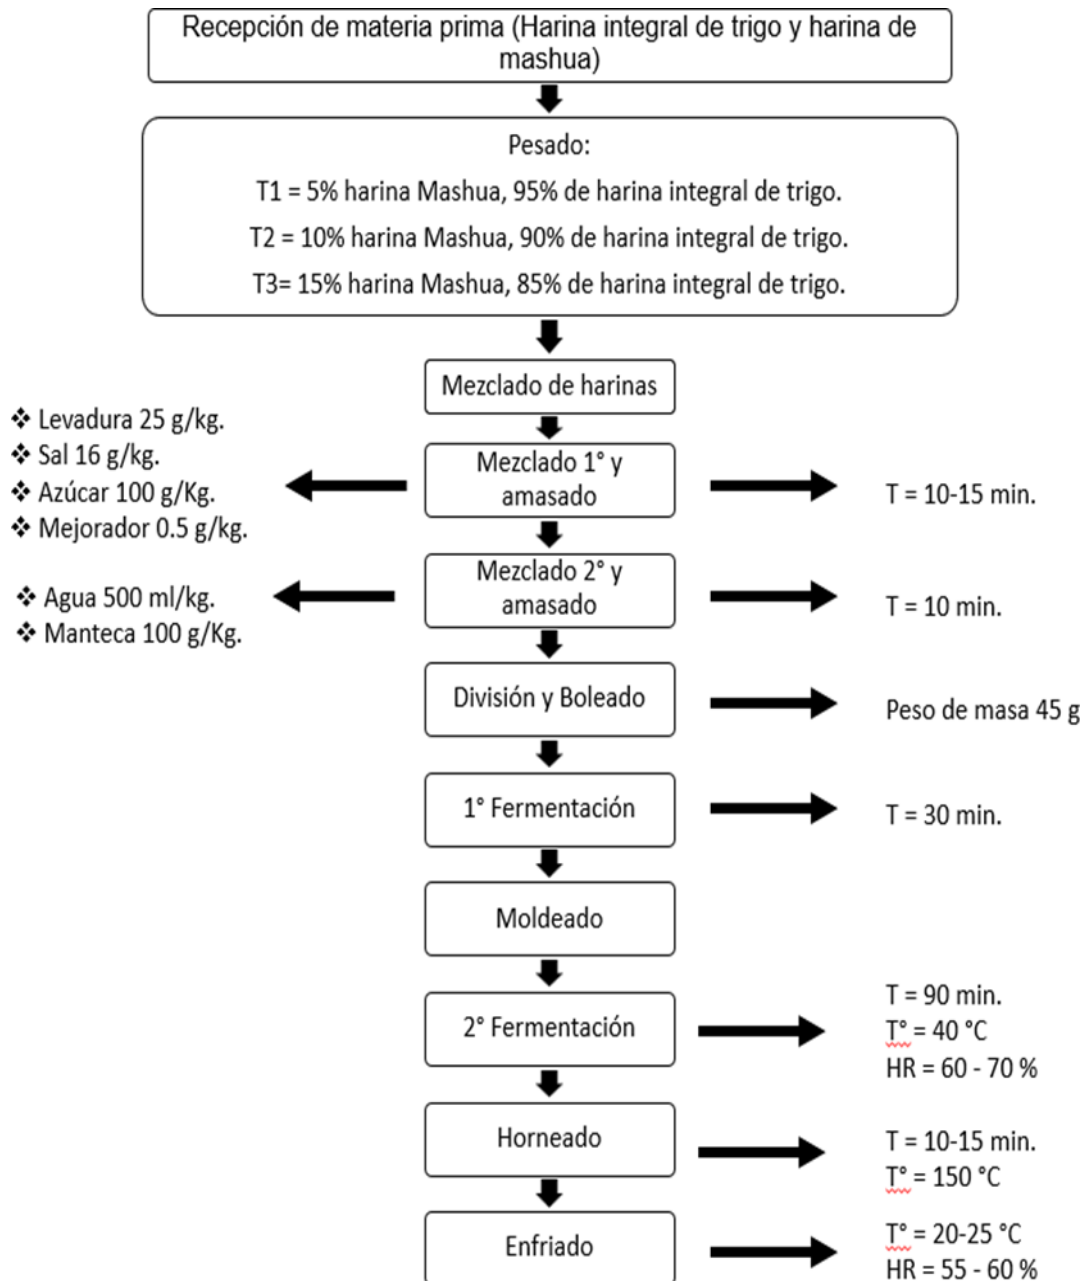 Recepción de materia prima (Harina integral de trigo y harina de
mashua)
Pesado:
T1 = 5% harina Mashua, 95% de harina integral de trigo.
T2 = 10% harina Mashua, 90% de harina integral de trigo.
T3= 15% harina Mashua, 85% de harina integral de trigo.
Mezclado de harinas
❖ Levadura 25 g/kg.
❖ Sal 16 g/kg.
❖ Azúcar 100 g/Kg.
❖ Mejorador 0.5 g/kg.
Mezclado 1° y
amasado
T = 10-15 min.
❖ Agua 500 ml/kg.
❖ Manteca 100 g/Kg.
Mezclado 2° y
amasado
T = 10 min.
División y Boleado
Peso de masa 45 g
1° Fermentación
T = 30 min.
Moldeado
2° Fermentación
T = 90 min.
T° = 40 °C
HR = 60 - 70 %
Horneado
T = 10-15 min.
T° = 150 °C
Enfriado
T° = 20-25 °C
HR = 55 - 60 %